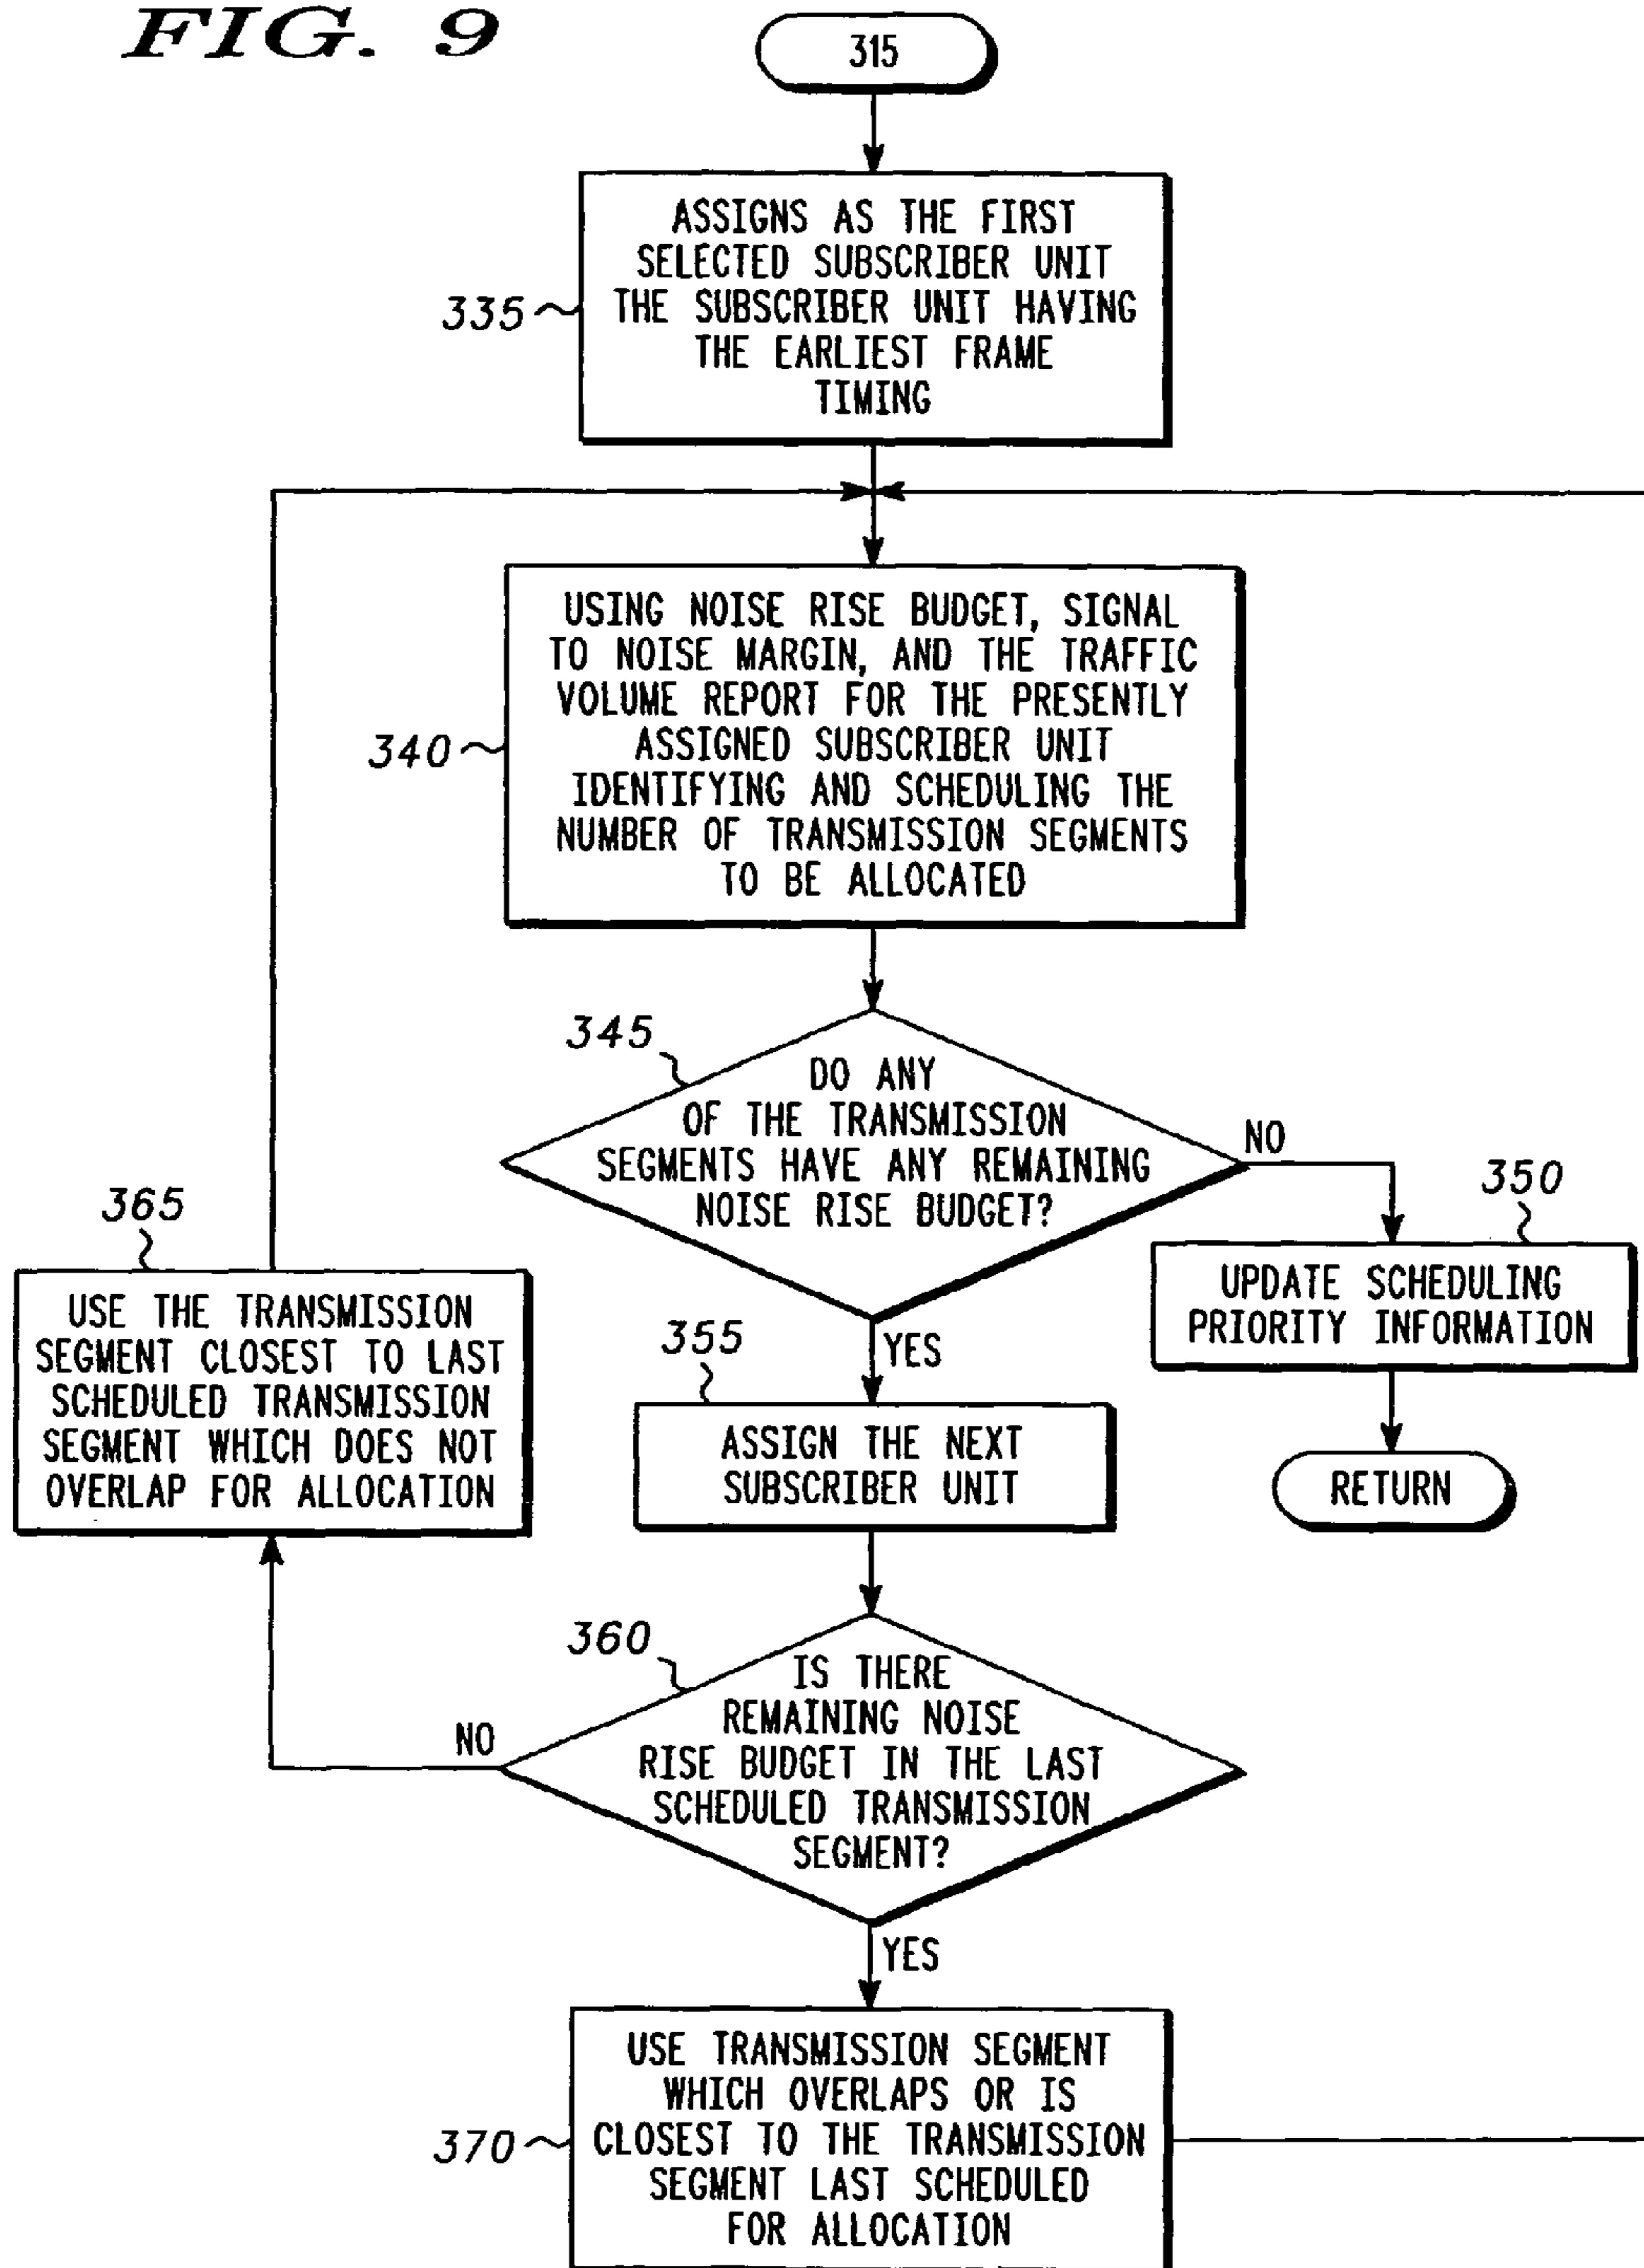 FIG. 9
315
ASSIGNS AS THE FIRST
SELECTED SUBSCRIBER UNIT
THE SUBSCRIBER UNIT HAVING
THE EARLIEST FRAME
TIMING
335
USING NOISE RISE BUDGET, SIGNAL
TO NOISE MARGIN, AND THE TRAFFIC
VOLUME REPORT FOR THE PRESENTLY
ASSIGNED SUBSCRIBER UNIT
IDENTIFYING AND SCHEDULING THE
NUMBER OF TRANSMISSION SEGMENTS
TO BE ALLOCATED
340
345
DO ANY
OF THE TRANSMISSION
SEGMENTS HAVE ANY REMAINING
NOISE RISE BUDGET?
NO
350
UPDATE SCHEDULING
PRIORITY INFORMATION
RETURN
YES
355
ASSIGN THE NEXT
SUBSCRIBER UNIT
365
USE THE TRANSMISSION
SEGMENT CLOSEST TO LAST
SCHEDULED TRANSMISSION
SEGMENT WHICH DOES NOT
OVERLAP FOR ALLOCATION
360
IS THERE
REMAINING NOISE
RISE BUDGET IN THE LAST
SCHEDULED TRANSMISSION
SEGMENT?
NO
YES
370
USE TRANSMISSION SEGMENT
WHICH OVERLAPS OR IS
CLOSEST TO THE TRANSMISSION
SEGMENT LAST SCHEDULED
FOR ALLOCATION